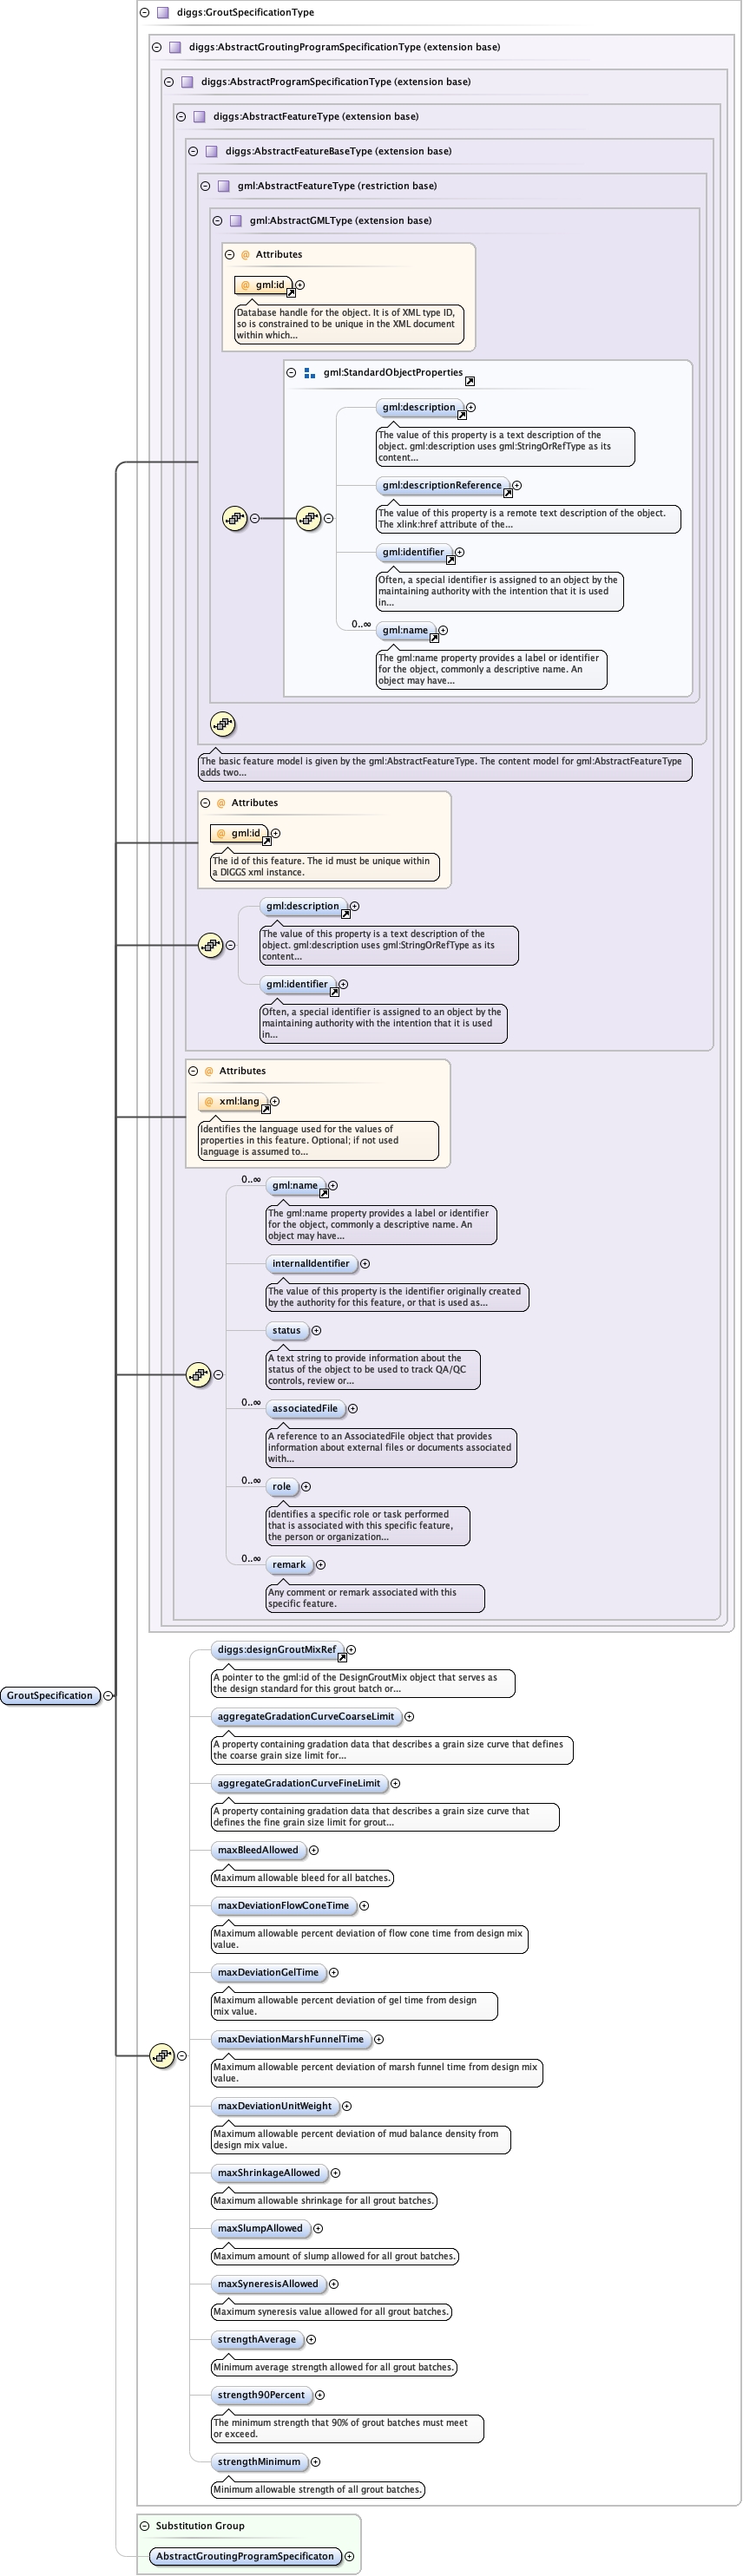 diggs:GroutSpecificationType
diggs:AbstractGroutingProgramSpecificationType (extension base)
diggs:AbstractProgramSpecificationType (extension base)
diggs:AbstractFeatureType (extension base)
diggs:AbstractFeatureBaseType (extension base)
gml:AbstractFeatureType (restriction base)
gml:AbstractGMLType (extension base)
@ Attributes
@ gml:id
Database handle for the object. It is of XML type ID,
so is constrained to be unique in the XML document
within which...
gml:StandardObjectProperties
gml:description
The value of this property is a text description of the
object. gml:description uses gml:StringOrRefType as its
content...
gml:descriptionReference
The value of this property is a remote text description of the object.
The xlink:href attribute of the...
gml:identifier
Often, a special identifier is assigned to an object by the
maintaining authority with the intention that it is used
in...
0..∞
gml:name
The gml:name property provides a label or identifier
for the object, commonly a descriptive name. An
object may have...
The basic feature model is given by the gml:AbstractFeatureType. The content model for gml:AbstractFeatureType
adds two...
@ Attributes
@ gml:id
The id of this feature. The id must be unique within
a DIGGS xml instance.
gml:description
The value of this property is a text description of the
object. gml:description uses gml:StringOrRefType as its
content...
gml:identifier
Often, a special identifier is assigned to an object by the
maintaining authority with the intention that it is used
in...
@ Attributes
@ xml:lang
Identifies the language used for the values of
properties in this feature. Optional; if not used
language is assumed to...
0..∞
gml:name
The gml:name property provides a label or identifier
for the object, commonly a descriptive name. An
object may have...
internalIdentifier
The value of this property is the identifier originally created
by the authority for this feature, or that is used as...
status
A text string to provide information about the
status of the object to be used to track QA/QC
controls, review or...
0..∞
associatedFile
A reference to an AssociatedFile object that provides
information about external files or documents associated
with...
0..∞
role
Identifies a specific role or task performed
that is associated with this specific feature,
the person or organization...
0..∞
remark
Any comment or remark associated with this
specific feature.
GroutSpecification
diggs:designGroutMixRef
A pointer to the gml:id of the DesignGroutMix object that serves as
the design standard for this grout batch or...
aggregateGradationCurveCoarseLimit
A property containing gradation data that describes a grain size curve that defines
the coarse grain size limit for...
aggregateGradationCurveFineLimit
A property containing gradation data that describes a grain size curve that
defines the fine grain size limit for grout...
maxBleedAllowed
Maximum allowable bleed for all batches.
maxDeviationFlowConeTime
Maximum allowable percent deviation of flow cone time from design mix
value.
maxDeviationGelTime
Maximum allowable percent deviation of gel time from design
mix value.
maxDeviationMarshFunnelTime
Maximum allowable percent deviation of marsh funnel time from design mix
value.
maxDeviationUnitWeight
Maximum allowable percent deviation of mud balance density from
design mix value.
maxShrinkageAllowed
Maximum allowable shrinkage for all grout batches.
maxSlumpAllowed
Maximum amount of slump allowed for all grout batches.
maxSyneresisAllowed
Maximum syneresis value allowed for all grout batches.
strengthAverage
Minimum average strength allowed for all grout batches.
strength90Percent
The minimum strength that 90% of grout batches must meet
or exceed.
strengthMinimum
Minimum allowable strength of all grout batches.
Substitution Group
AbstractGroutingProgramSpecificaton